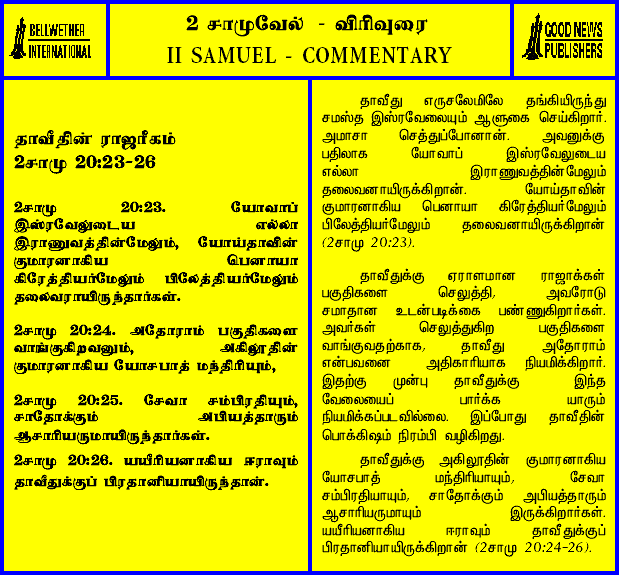 BELLWETHER
INTERNATIONAL
2 சாமுவேல் - விரிவுரை
II SAMUEL - COMMENTARY
GOOD NEWS
PUBLISHERS
தாவீதின் ராஜரீகம்
2சாமு 20:23-26
2சாமு 20:23. யோவாப்
இஸ்ரவேலுடைய எல்லா
இராணுவத்தின்மேலும், யோய்தாவின்
குமாரனாகிய பெனாயா
கிரேத்தியர்மேலும் பிலேத்தியர்மேலும்
தலைவராயிருந்தார்கள்.
2சாமு 20:24. அதோராம் பகுதிகளை
வாங்குகிறவனும், அகிலூதின்
குமாரனாகிய யோசபாத் மந்திரியும்,
2சாமு 20:25. சேவா சம்பிரதியும்,
சாதோக்கும் அபியத்தாரும்
ஆசாரியருமாயிருந்தார்கள்.
2சாமு 20:26. யயீரியனாகிய ஈராவும்
தாவீதுக்குப் பிரதானியாயிருந்தான்.
தாவீது எருசலேமிலே தங்கியிருந்து
சமஸ்த இஸ்ரவேலையும் ஆளுகை செய்கிறார்.
அமாசா செத்துப்போனான். அவனுக்கு
பதிலாக யோவாப் இஸ்ரவேலுடைய
எல்லா இராணுவத்தின்மேலும்
தலைவனாயிருக்கிறான். யோய்தாவின்
குமாரனாகிய பெனாயா கிரேத்தியர்மேலும்
பிலேத்தியர்மேலும் தலைவனாயிருக்கிறான்
(2சாமு 20:23).
தாவீதுக்கு ஏராளமான ராஜாக்கள்
பகுதிகளை செலுத்தி, அவரோடு
சமாதான உடன்படிக்கை பண்ணுகிறார்கள்.
அவர்கள் செலுத்துகிற பகுதிகளை
வாங்குவதற்காக, தாவீது அதோராம்
என்பவனை அதிகாரியாக நியமிக்கிறார்.
இதற்கு முன்பு தாவீதுக்கு இந்த
வேலையைப் பார்க்க யாரும்
நியமிக்கப்படவில்லை. இப்போது தாவீதின்
பொக்கிஷம் நிரம்பி வழிகிறது.
தாவீதுக்கு அகிலூதின் குமாரனாகிய
யோசபாத் மந்திரியாயும், சேவா
சம்பிரதியாயும், சாதோக்கும் அபியத்தாரும்
ஆசாரியருமாயும் இருக்கிறார்கள்.
யயீரியனாகிய ஈராவும் தாவீதுக்குப்
பிரதானியாயிருக்கிறான் (2சாமு 20:24-26).